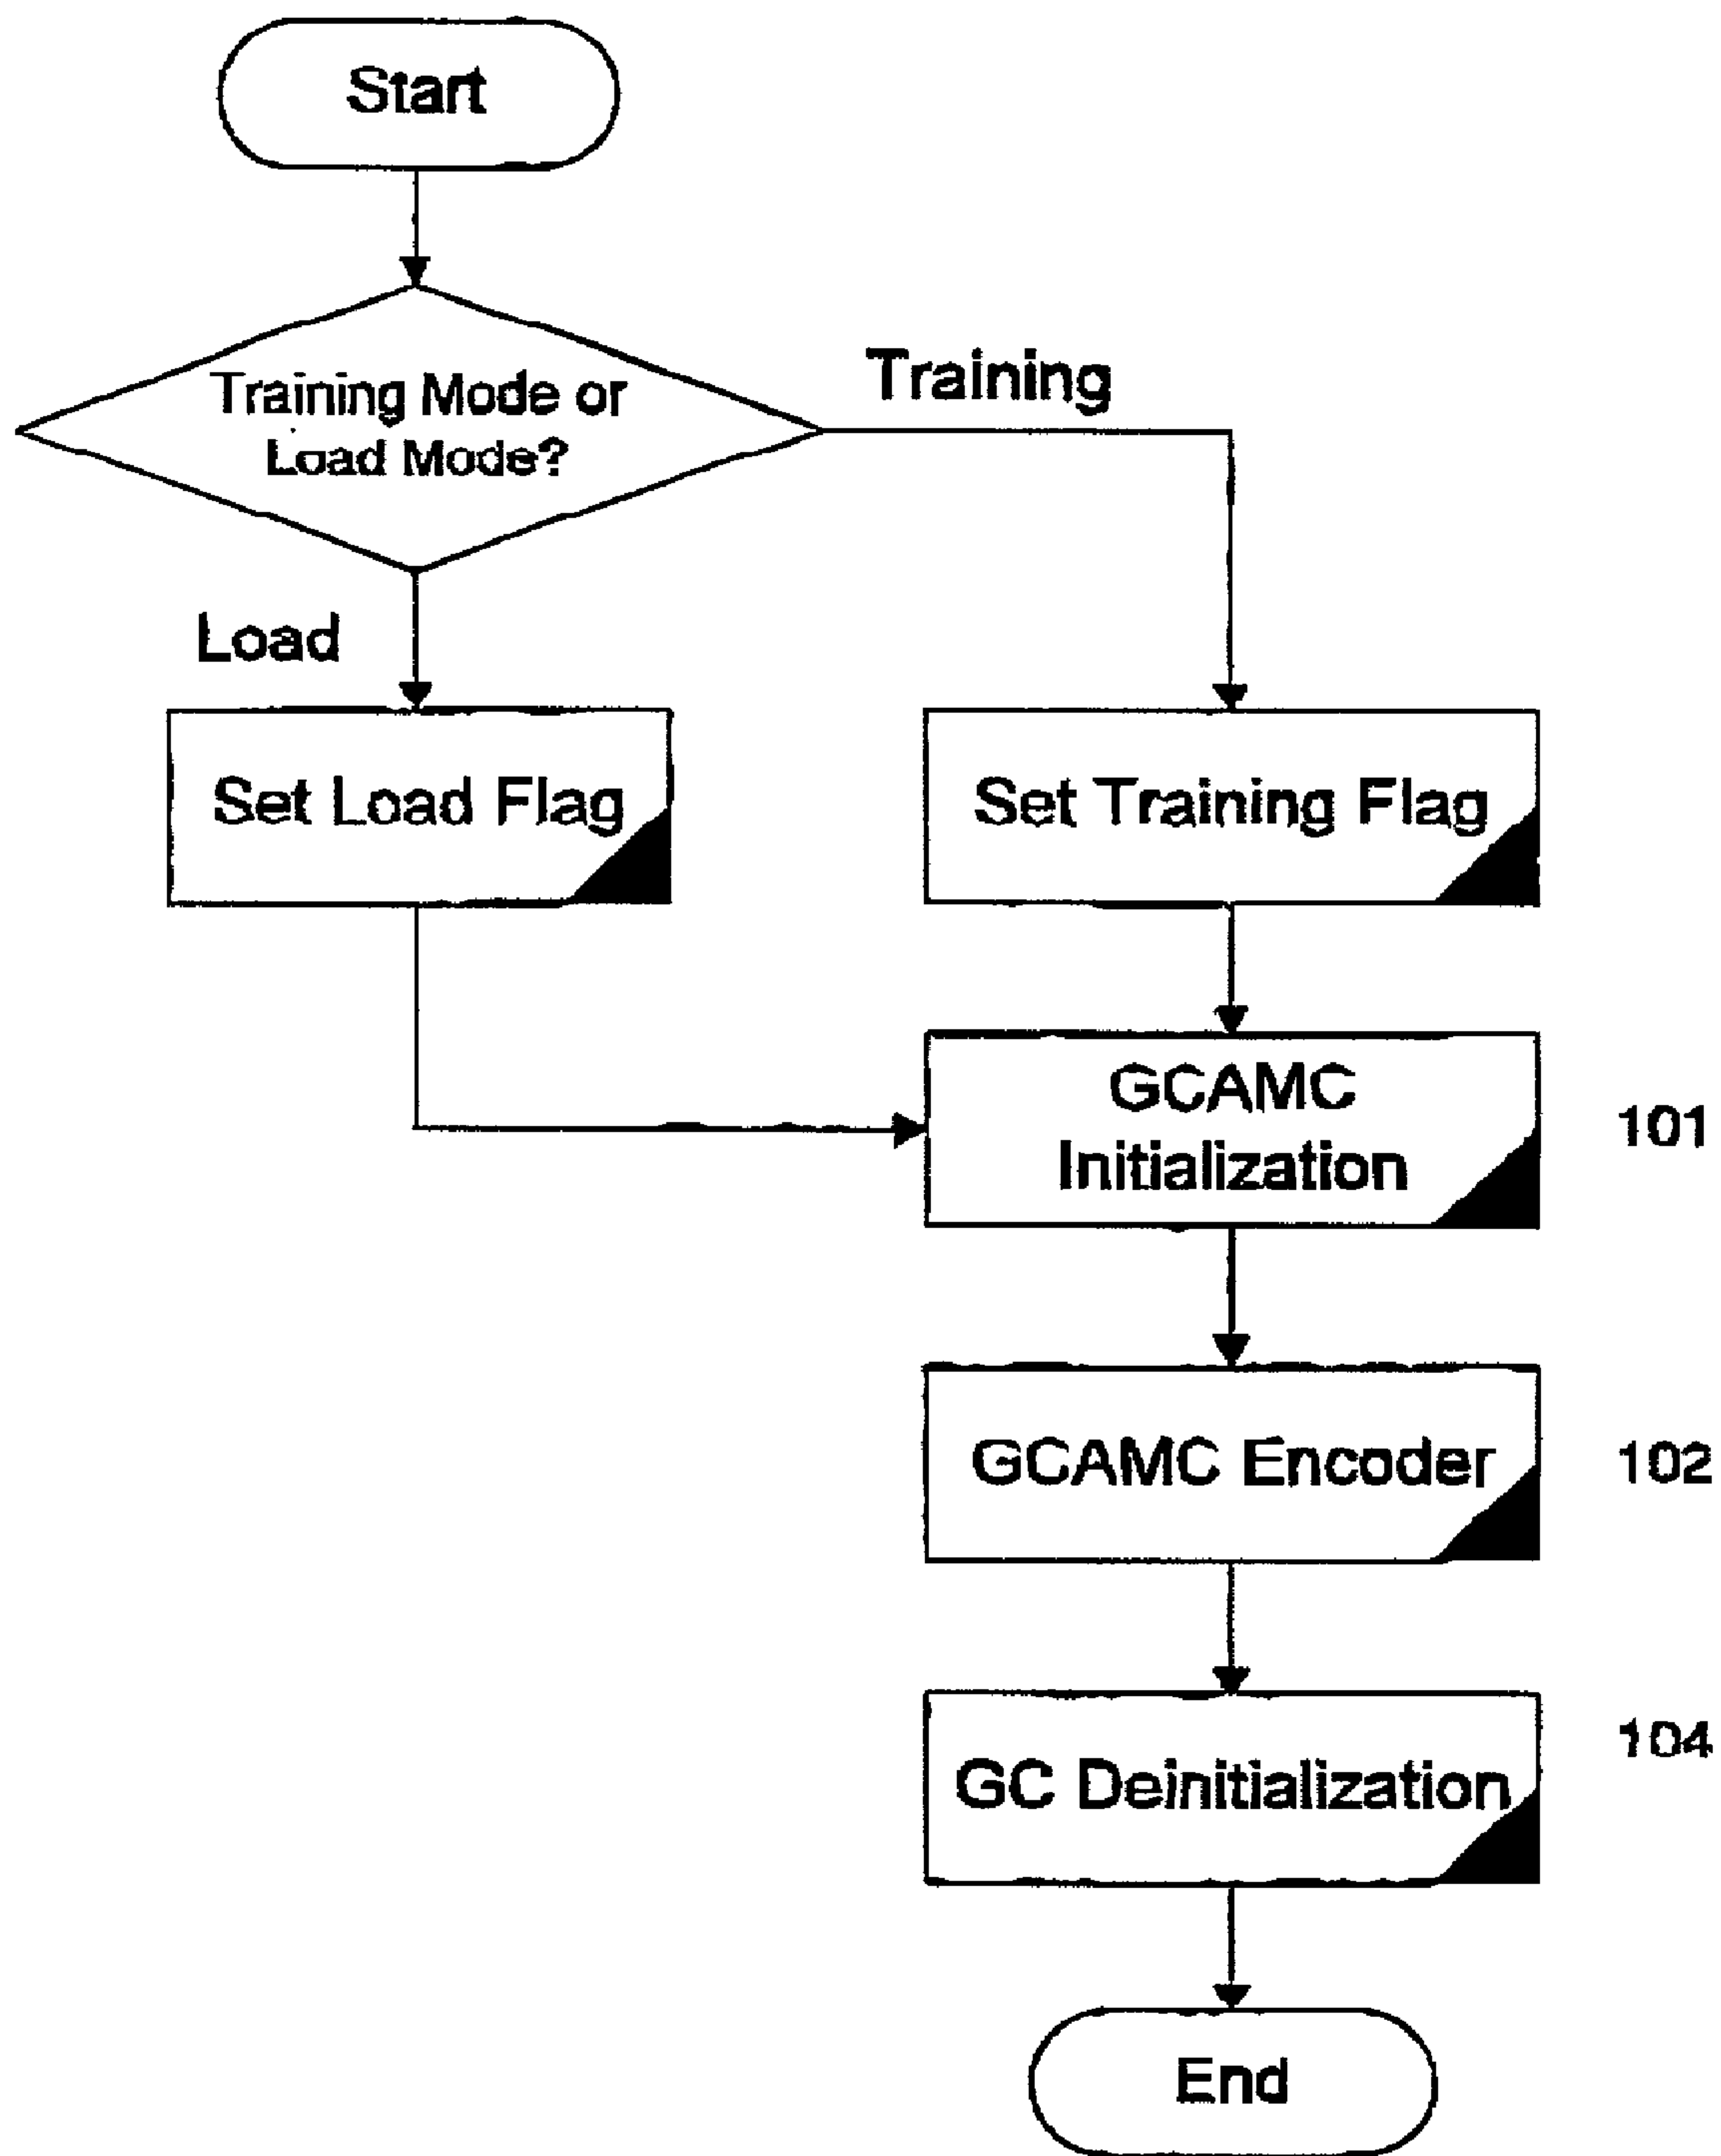 Start
Training Mode or
Load Mode?
Training
Load
Set Load Flag
Set Training Flag
GCAMC
Initialization
101
GCAMC Encoder
102
GC Deinitialization
104
End